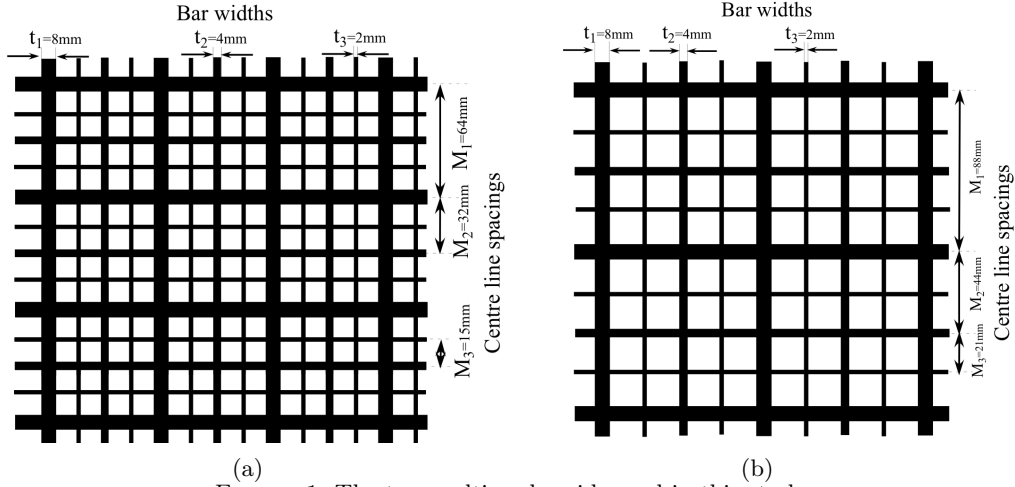 Bar widths
t1=8mm
t2=4mm
t3=2mm
M1=64mm
M2=32mm
M3=15mm
Centre line spacings
(a)
Bar widths
t1=8mm
t2=4mm
t3=2mm
M1=88mm
M2=44mm
M3=21mm
Centre line spacings
(b)